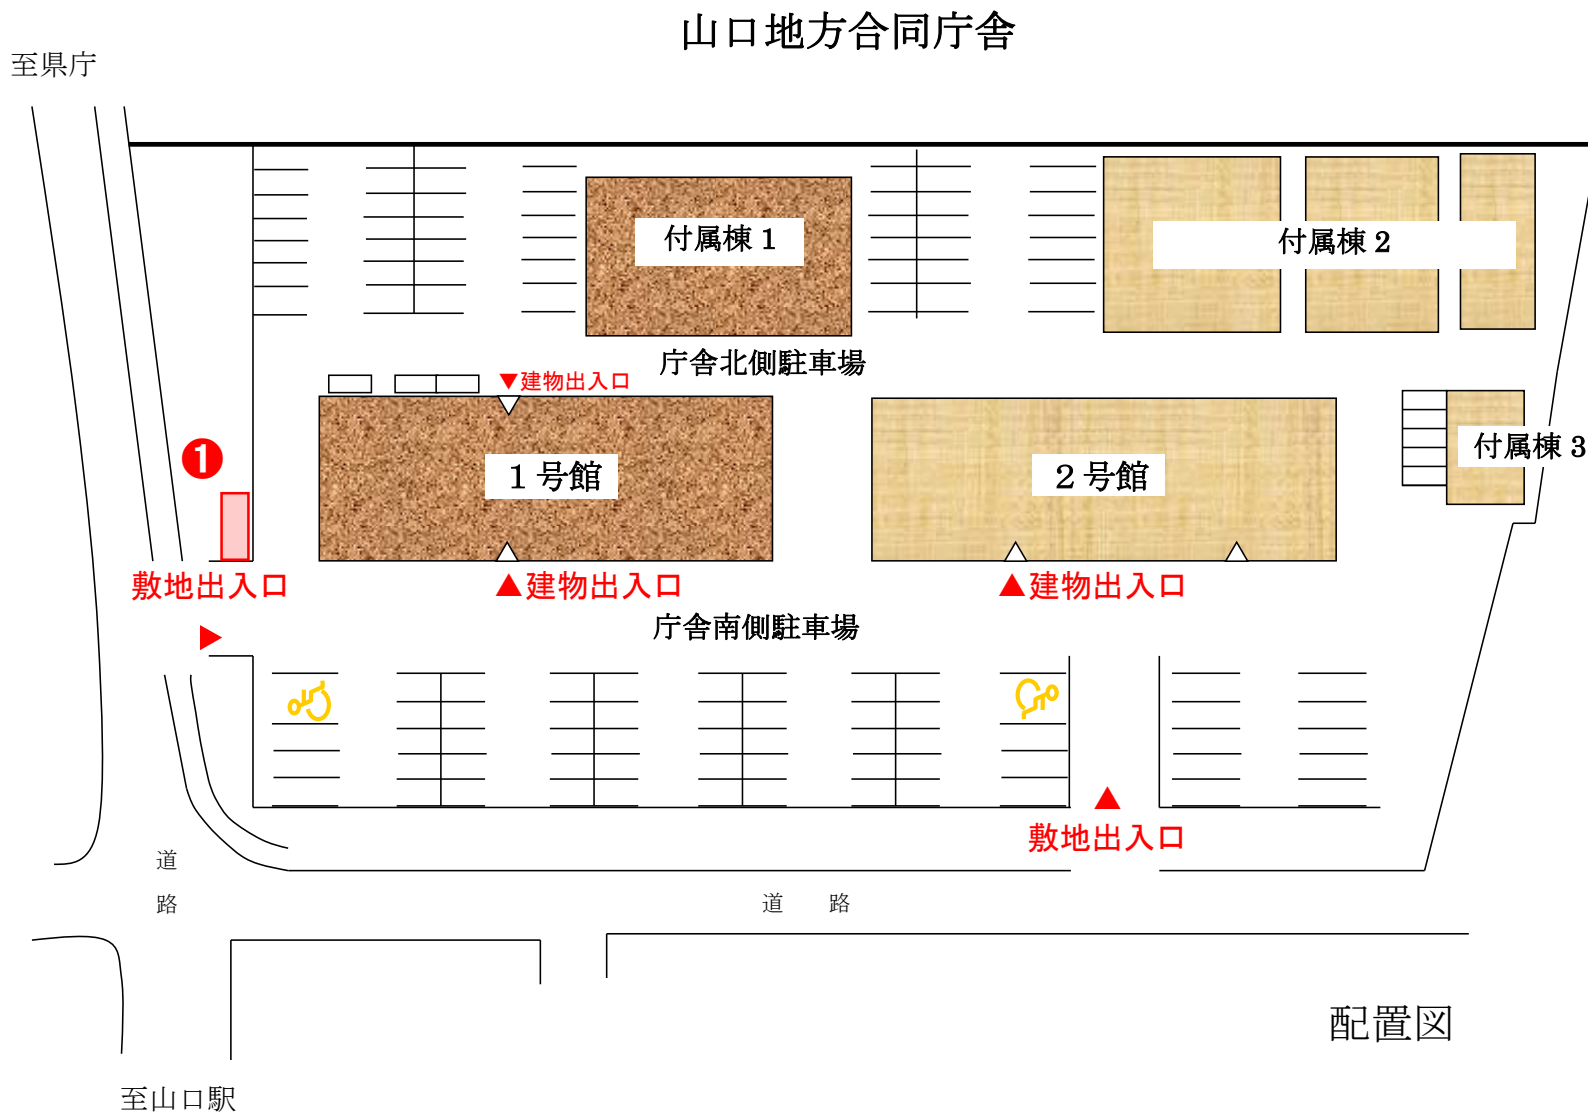 山口地方合同庁舎
至県庁
付属棟1
付属棟2
庁舎北側駐車場
▼建物出入口
1
1号館
2号館
付属棟3
敷地出入口
▲建物出入口
▲建物出入口
庁舎南側駐車場
敷地出入口
道
路
道 路
配置図
至山口駅